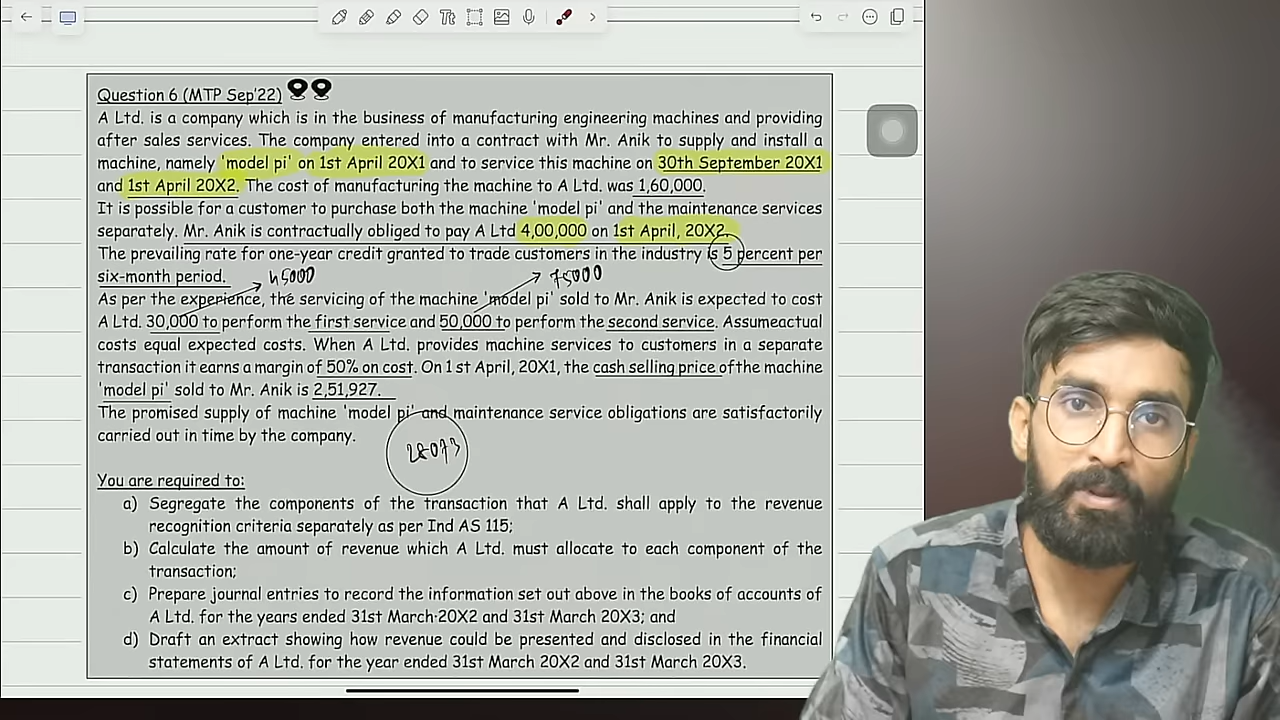 Question 6 (MTP Sep'22)
A Ltd. is a company which is in the business of manufacturing engineering machines and providing
after sales services. The company entered into a contract with Mr. Anik to supply and install a
machine, namely 'model pi' on 1st April 20X1 and to service this machine on 30th September 20X1
and 1st April 20X2. The cost of manufacturing the machine to A Ltd. was 1,60,000.
It is possible for a customer to purchase both the machine 'model pi' and the maintenance services
separately. Mr. Anik is contractually obliged to pay A Ltd 4,00,000 on 1st April, 20X2.
The prevailing rate for one-year credit granted to trade customers in the industry is 5 percent per
six-month period.
45000
75000
As per the experience, the servicing of the machine 'model pi' sold to Mr. Anik is expected to cost
A Ltd. 30,000 to perform the first service and 50,000 to perform the second service. Assumeactual
costs equal expected costs. When A Ltd. provides machine services to customers in a separate
transaction it earns a margin of 50% on cost. On 1 st April, 20X1, the cash selling price ofthe machine
'model pi' sold to Mr. Anik is 2,51,927.
The promised supply of machine 'model pi' and maintenance service obligations are satisfactorily
carried out in time by the company.
28073
You are required to:
a) Segregate the components of the transaction that A Ltd. shall apply to the revenue
recognition criteria separately as per Ind AS 115;
b) Calculate the amount of revenue which A Ltd. must allocate to each component of the
transaction;
c) Prepare journal entries to record the information set out above in the books of accounts of
A Ltd. for the years ended 31st March·20X2 and 31st March 20X3; and
d) Draft an extract showing how revenue could be presented and disclosed in the financial
statements of A Ltd. for the year ended 31st March 20X2 and 31st March 20X3.